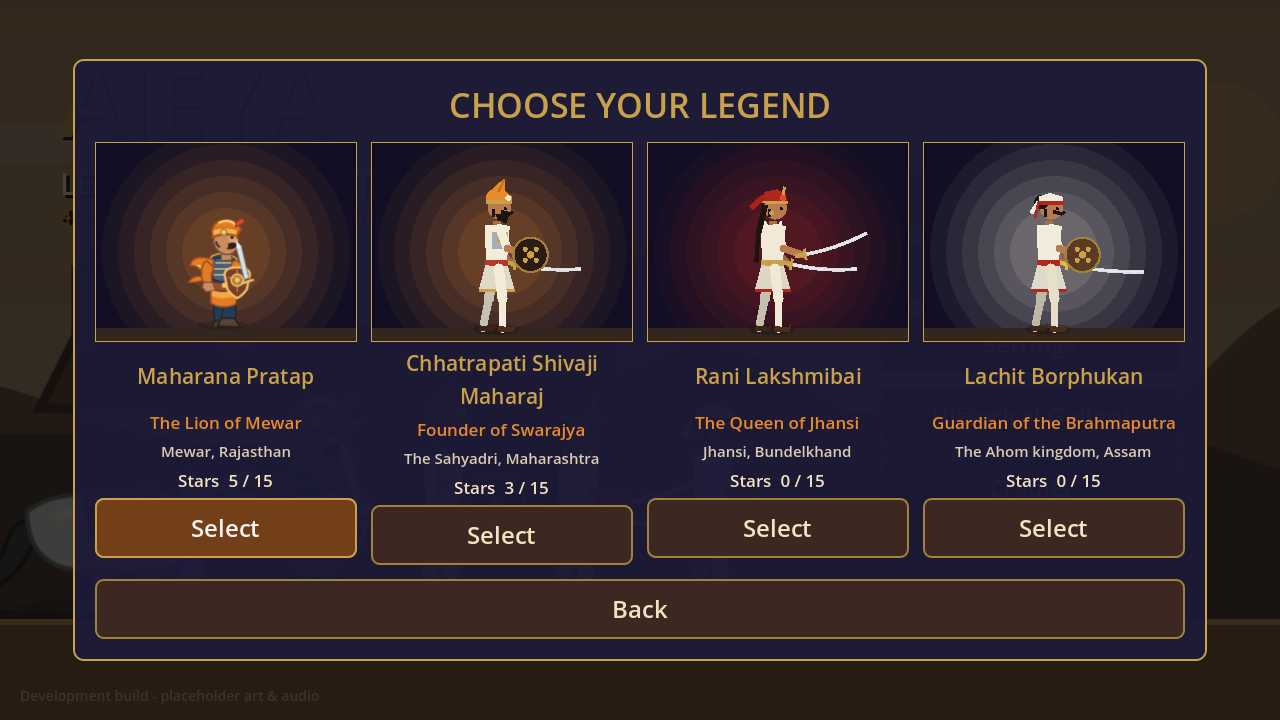 CHOOSE YOUR LEGEND
Maharana Pratap
The Lion of Mewar
Mewar, Rajasthan
Stars 5 / 15
Select
Chhatrapati Shivaji
Maharaj
Founder of Swarajya
The Sahyadri, Maharashtra
Stars 3 / 15
Select
Rani Lakshmibai
The Queen of Jhansi
Jhansi, Bundelkhand
Stars 0 / 15
Select
Lachit Borphukan
Guardian of the Brahmaputra
The Ahom kingdom, Assam
Stars 0 / 15
Select
Settings
Credits
Back
Development build - placeholder art & audio